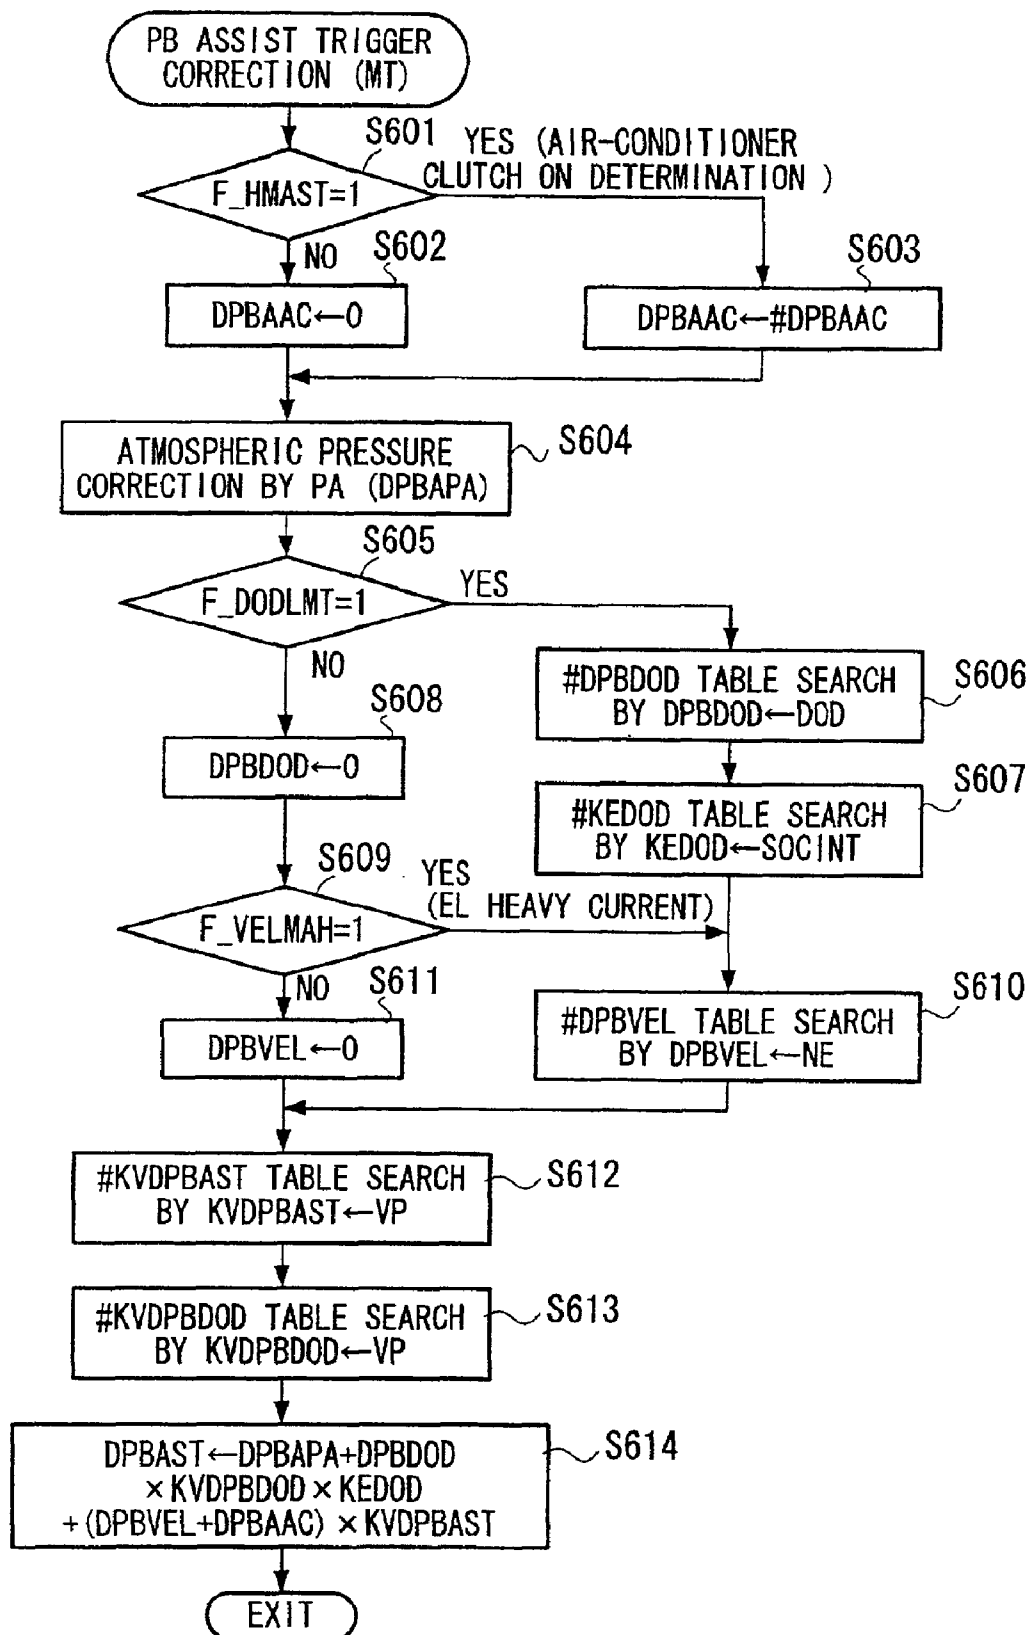 PB ASSIST TRIGGER
CORRECTION (MT)
S601
YES (AIR-CONDITIONER
CLUTCH ON DETERMINATION )
F_HMAST=1
NO
S602
S603
DPBAAC←0
DPBAAC←#DPBAAC
S604
ATMOSPHERIC PRESSURE
CORRECTION BY PA (DPBAPA)
S605
F_DODLMT=1
YES
NO
S606
#DPBDOD TABLE SEARCH
BY DPBDOD←DOD
S608
DPBDOD←0
S607
#KEDOD TABLE SEARCH
BY KEDOD←SOCINT
S609
YES
(EL HEAVY CURRENT)
F_VELMAH=1
NO
S611
DPBVEL←0
S610
#DPBVEL TABLE SEARCH
BY DPBVEL←NE
#KVDPBAST TABLE SEARCH
BY KVDPBAST←VP
S612
#KVDPBDOD TABLE SEARCH
BY KVDPBDOD←VP
S613
DPBAST←DPBAPA+DPBDOD
×KVDPBDOD×KEDOD
+(DPBVEL+DPBAAC)×KVDPBAST
S614
EXIT